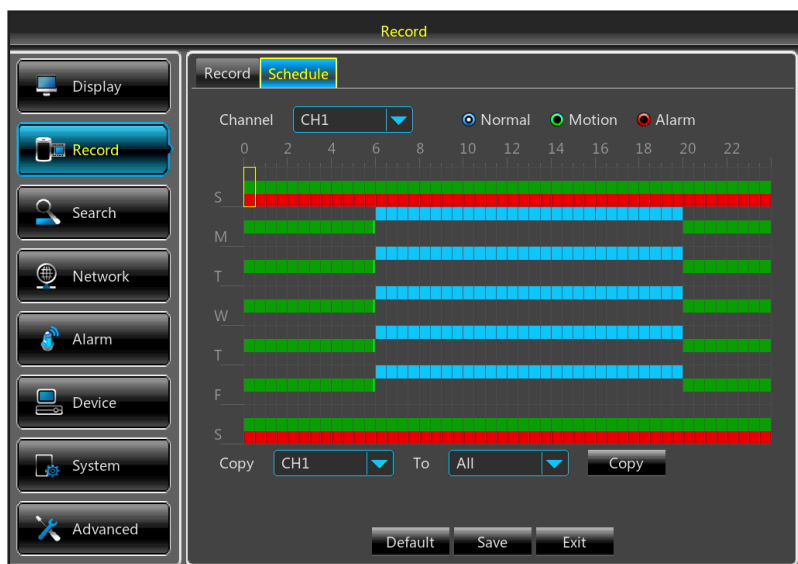 Record
Display
Record
Search
Network
Alarm
Device
System
Advanced
Record Schedule
Channel CH1 Normal Motion Alarm
0 2 4 6 8 10 12 14 16 18 20 22
S
M
T
W
T
F
S
Copy CH1 To All Copy
Default Save Exit